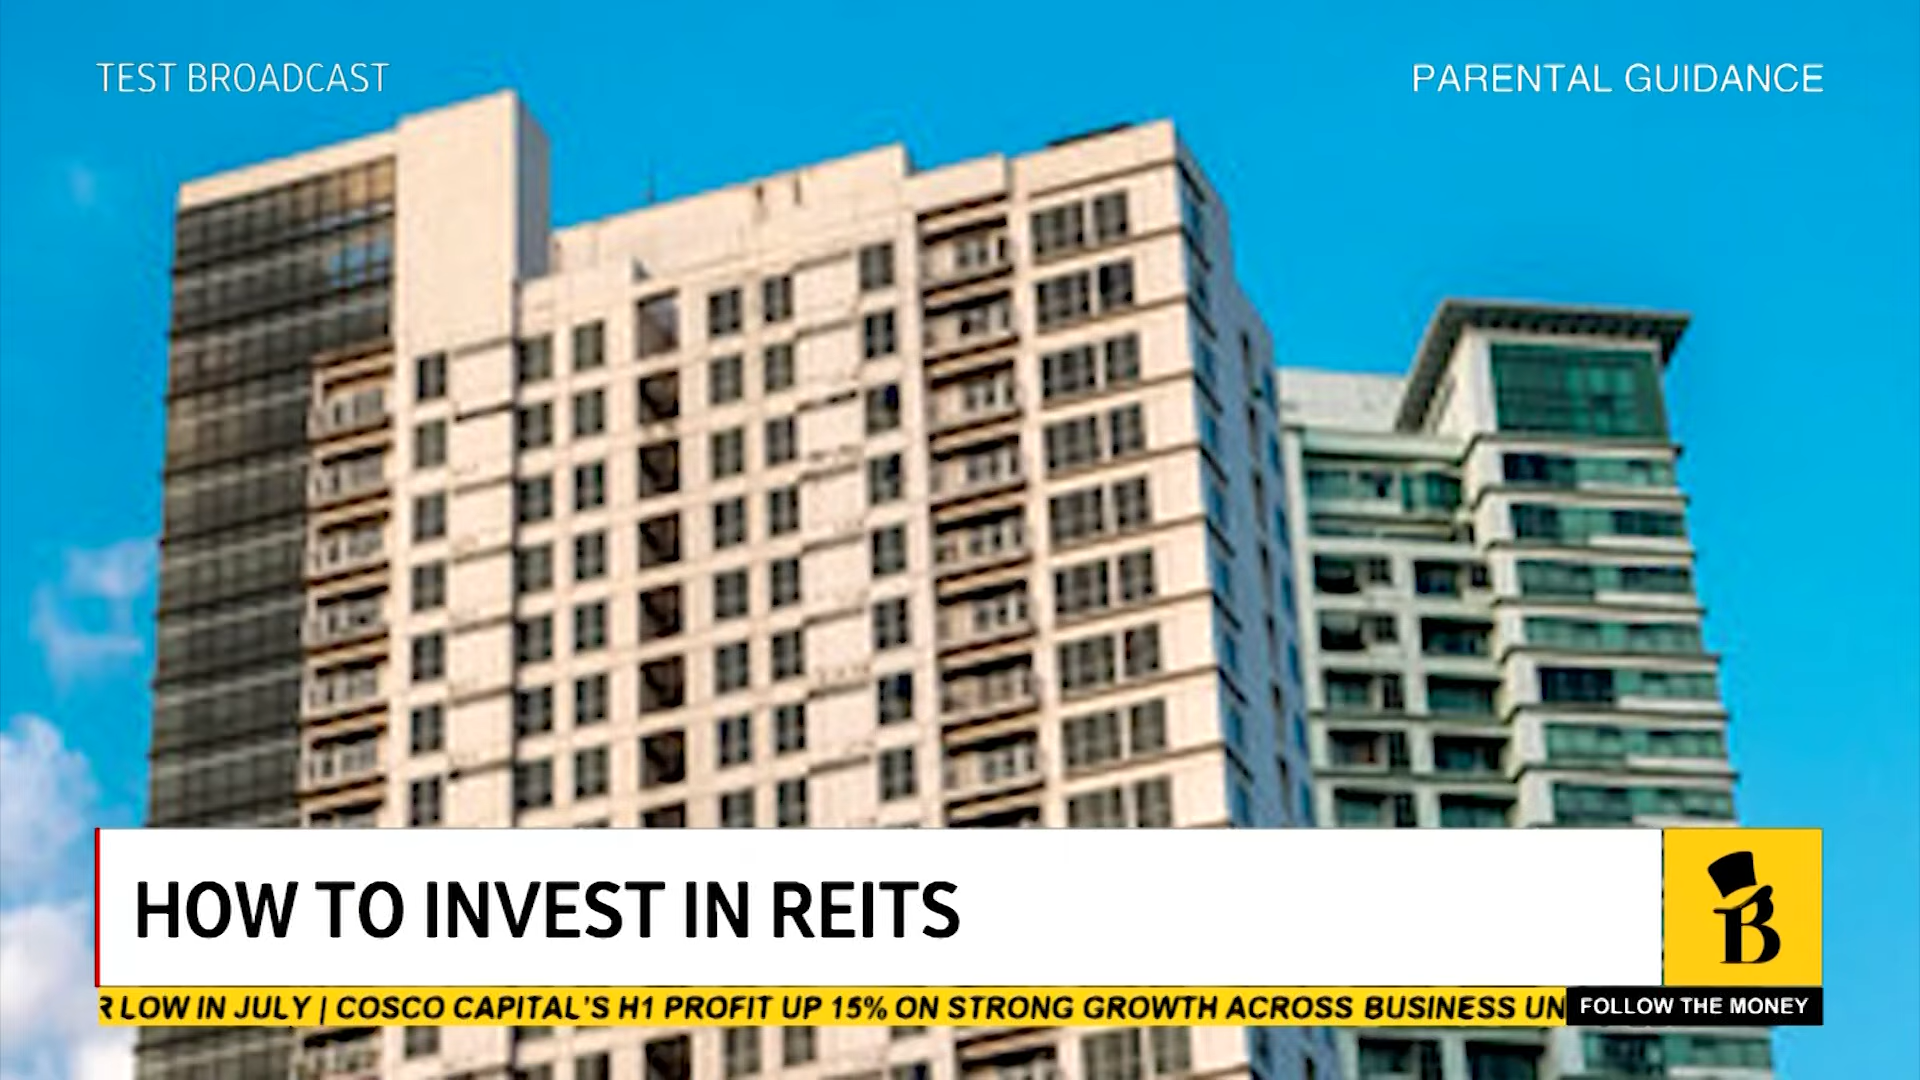 TEST BROADCAST
PARENTAL GUIDANCE
HOW TO INVEST IN REITS
B
LOW IN JULY | COSCO CAPITAL'S H1 PROFIT UP 15% ON STRONG GROWTH ACROSS BUSINESS
FOLLOW THE MONEY